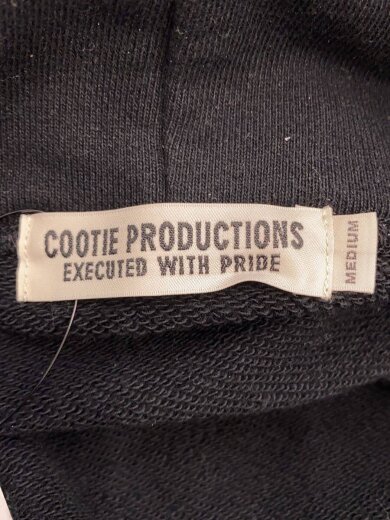 COOTIE PRODUCTIONS
EXECUTED WITH PRIDE
MEDIUM